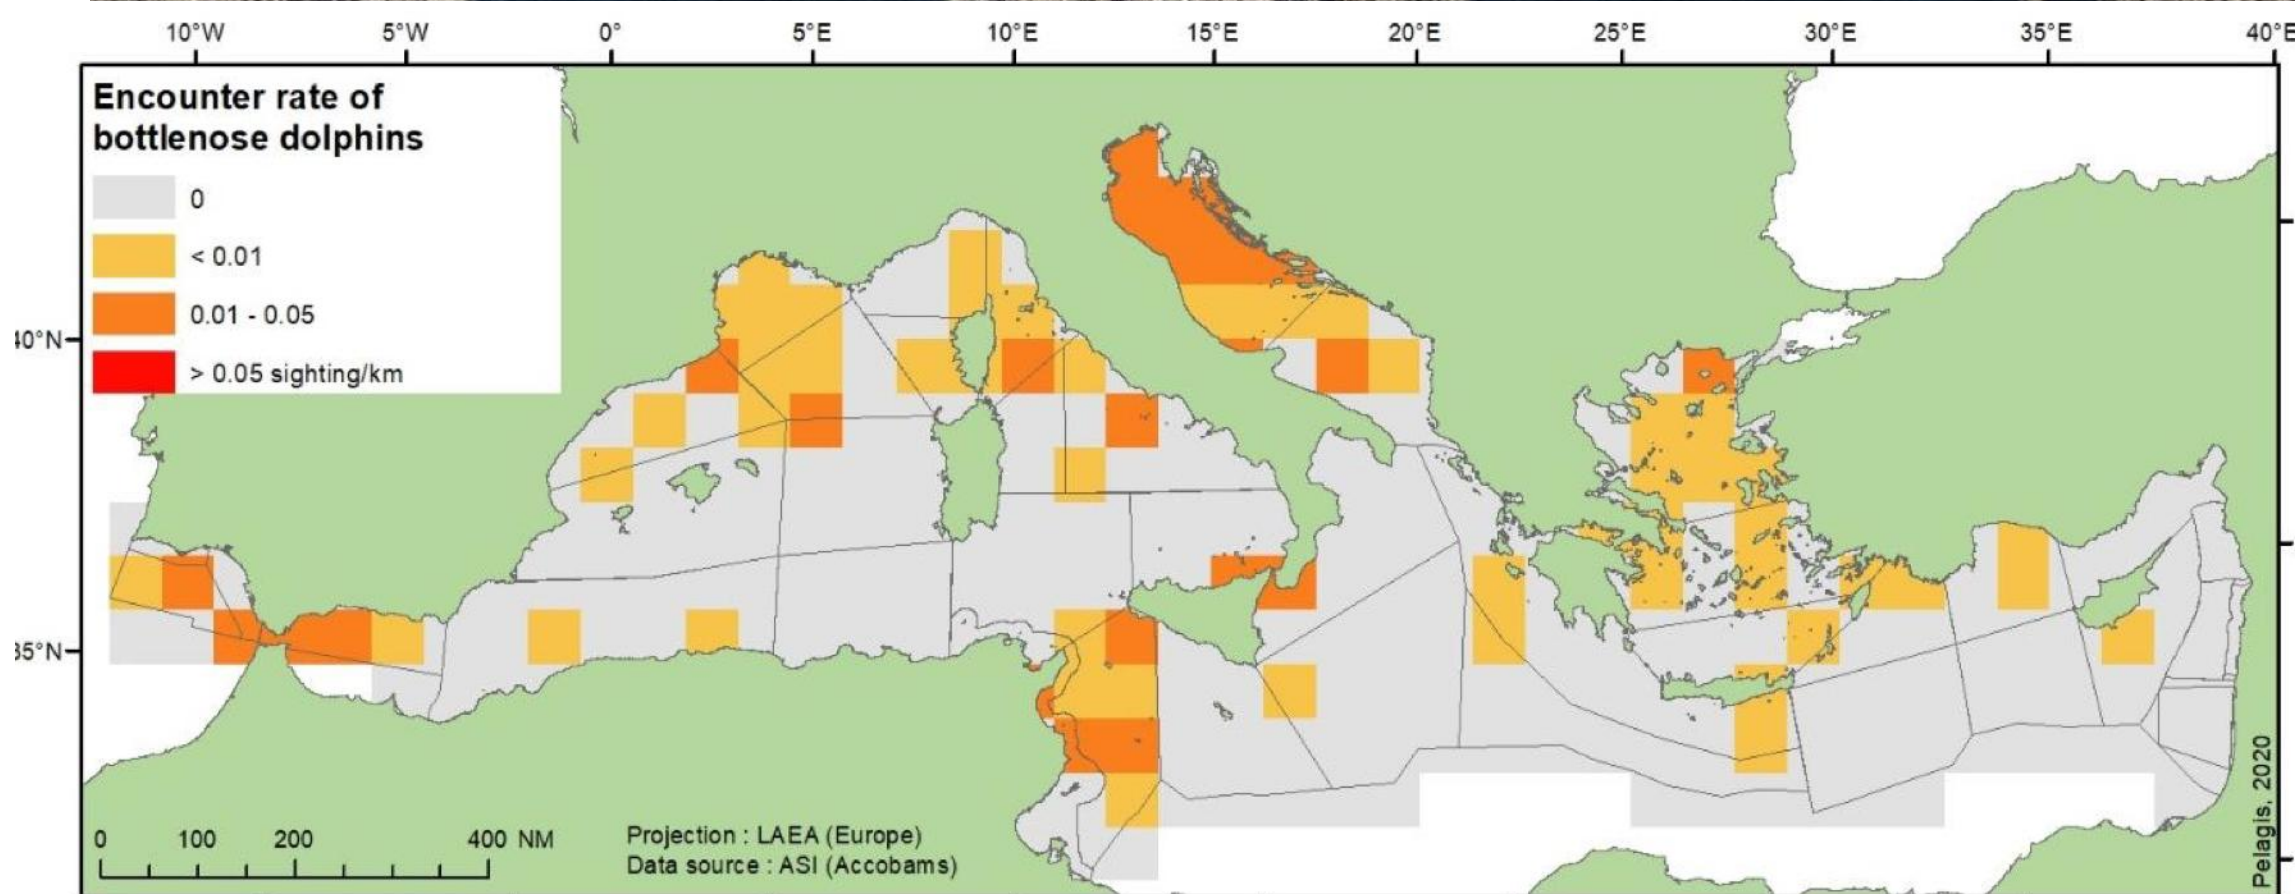 10°W 5°W 0° 5°E 10°E 15°E 20°E 25°E 30°E 35°E 40°E
Encounter rate of
bottlenose dolphins
0
< 0.01
0.01 - 0.05
> 0.05 sighting/km
40°N
35°N
0 100 200 400 NM
Projection : LAEA (Europe)
Data source : ASI (Accobams)
Pelagis, 2020